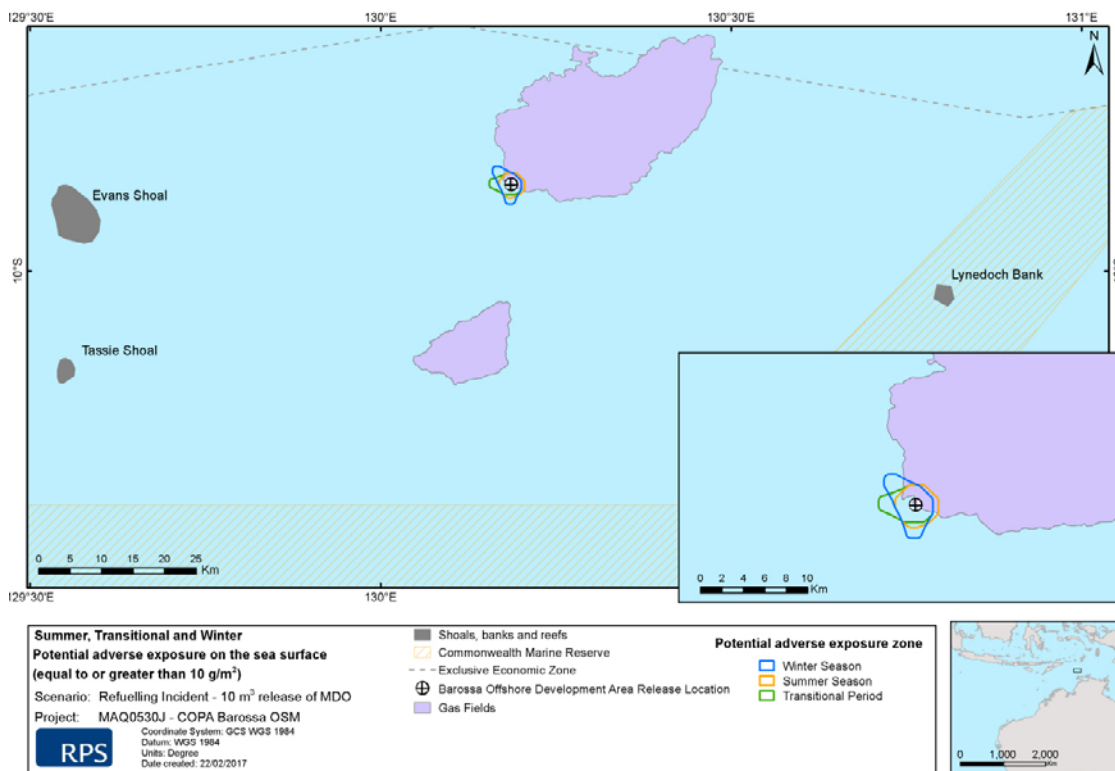 129°30'E
130°E
130°30'E
131°E
N
Evans Shoal
Lynedoch Bank
10°S
Tassie Shoal
0 5 10 15 20 25
Km
0 2 4 6 8 10
Km
129°30'E
130°E
Summer, Transitional and Winter
Potential adverse exposure on the sea surface
(equal to or greater than 10 g/m²)
Scenario: Refuelling Incident - 10 m³ release of MDO
Project: MAQ0530J - COPA Barossa OSM
RPS
Coordinate System: GCS WGS 1984
Datum: WGS 1984
Units: Degree
Date created: 22/02/2017
Shoals, banks and reefs
Commonwealth Marine Reserve
Exclusive Economic Zone
Barossa Offshore Development Area Release Location
Gas Fields
Potential adverse exposure zone
Winter Season
Summer Season
Transitional Period
0 1,000 2,000
Km